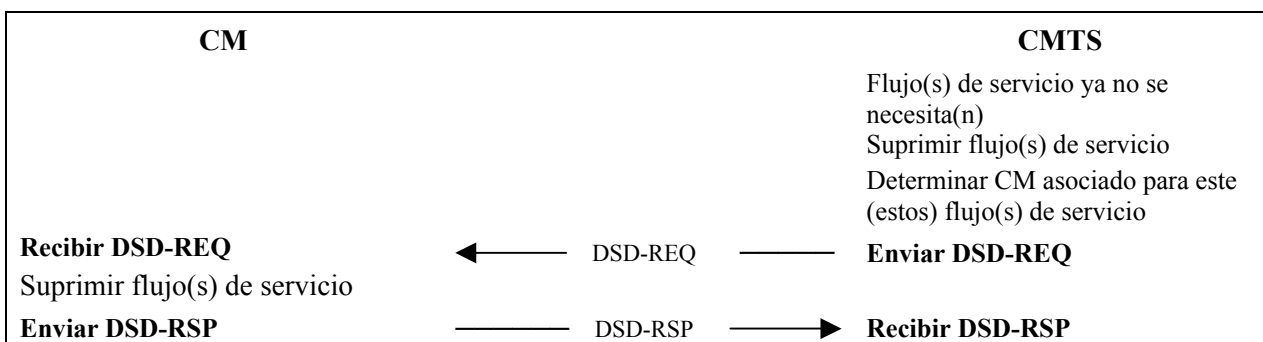 CM CMTS
Flujo(s) de servicio ya no se
necesita(n)
Suprimir flujo(s) de servicio
Determinar CM asociado para este
(estos) flujo(s) de servicio
Recibir DSD-REQ DSD-REQ Enviar DSD-REQ
Suprimir flujo(s) de servicio
Enviar DSD-RSP DSD-RSP Recibir DSD-RSP